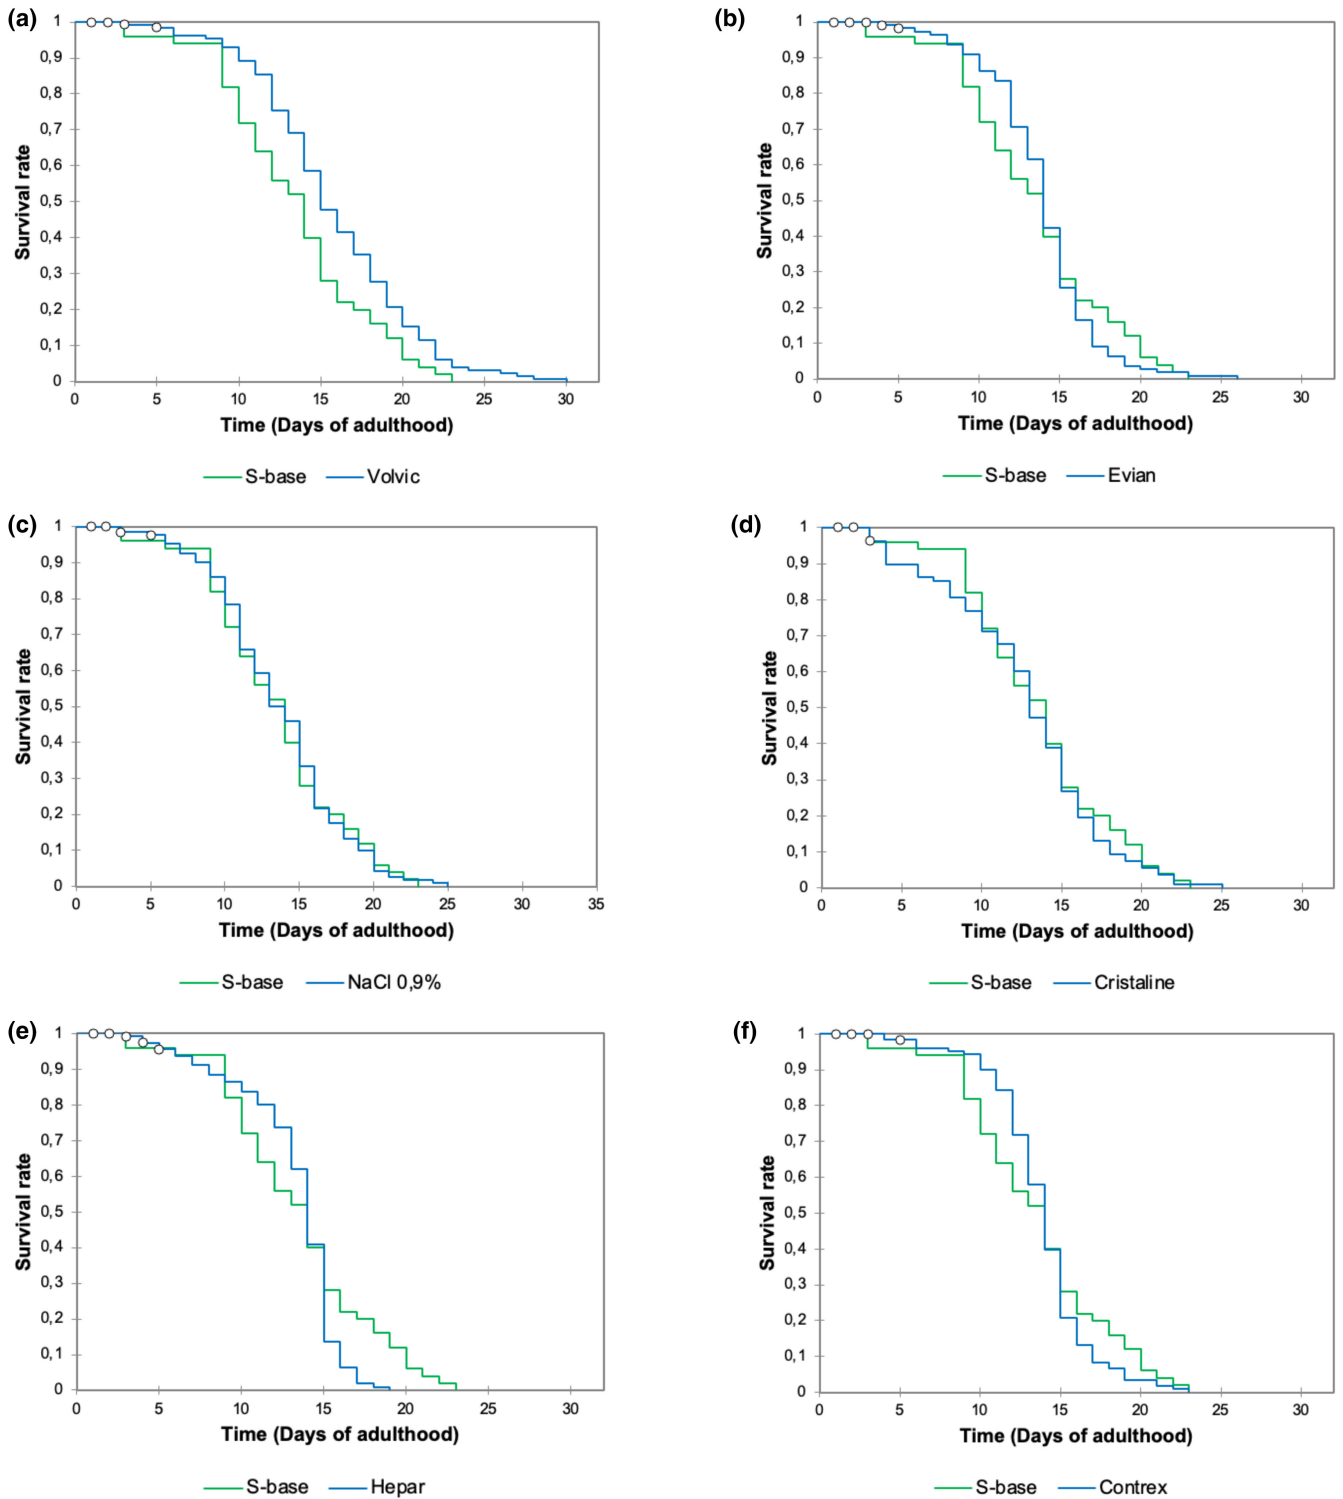 (a)
Survival rate
1
0,9
0,8
0,7
0,6
0,5
0,4
0,3
0,2
0,1
0
0 5 10 15 20 25 30
Time (Days of adulthood)
S-base Volvic
(b)
Survival rate
1
0,9
0,8
0,7
0,6
0,5
0,4
0,3
0,2
0,1
0
0 5 10 15 20 25 30
Time (Days of adulthood)
S-base Evian
(c)
Survival rate
1
0,9
0,8
0,7
0,6
0,5
0,4
0,3
0,2
0,1
0
0 5 10 15 20 25 30 35
Time (Days of adulthood)
S-base NaCl 0,9%
(d)
Survival rate
1
0,9
0,8
0,7
0,6
0,5
0,4
0,3
0,2
0,1
0
0 5 10 15 20 25 30
Time (Days of adulthood)
S-base Cristaline
(e)
Survival rate
1
0,9
0,8
0,7
0,6
0,5
0,4
0,3
0,2
0,1
0
0 5 10 15 20 25 30
Time (Days of adulthood)
S-base Hepar
(f)
Survival rate
1
0,9
0,8
0,7
0,6
0,5
0,4
0,3
0,2
0,1
0
0 5 10 15 20 25 30
Time (Days of adulthood)
S-base Contrex